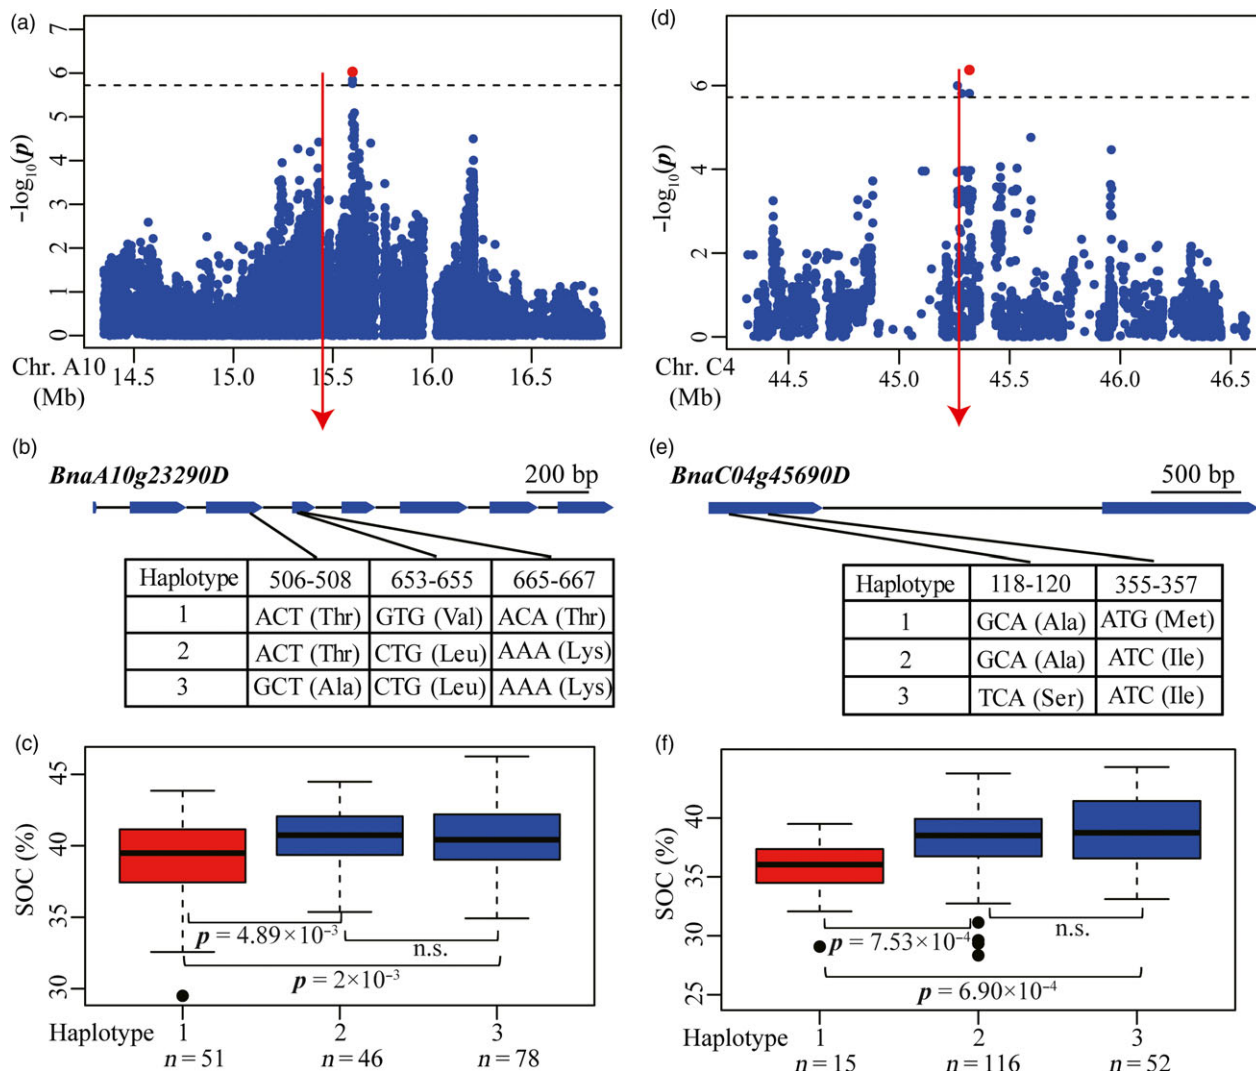 (a)
7
6
5
4
3
2
1
0
−log10(p)
Chr. A10
(Mb)
14.5 15.0 15.5 16.0 16.5
(b)
BnaA10g23290D
200 bp
Haplotype 506-508 653-655 665-667
1 ACT (Thr) GTG (Val) ACA (Thr)
2 ACT (Thr) CTG (Leu) AAA (Lys)
3 GCT (Ala) CTG (Leu) AAA (Lys)
(c)
45
40
35
30
SOC (%)
p = 4.89×10−3
n.s.
p = 2×10−3
Haplotype 1 2 3
n = 51 n = 46 n = 78
(d)
6
4
2
0
−log10(p)
Chr. C4
(Mb)
44.5 45.0 45.5 46.0 46.5
(e)
BnaC04g45690D
500 bp
Haplotype 118-120 355-357
1 GCA (Ala) ATG (Met)
2 GCA (Ala) ATC (Ile)
3 TCA (Ser) ATC (Ile)
(f)
40
35
30
25
SOC (%)
p = 7.53×10−4
n.s.
p = 6.90×10−4
Haplotype 1 2 3
n = 15 n = 116 n = 52